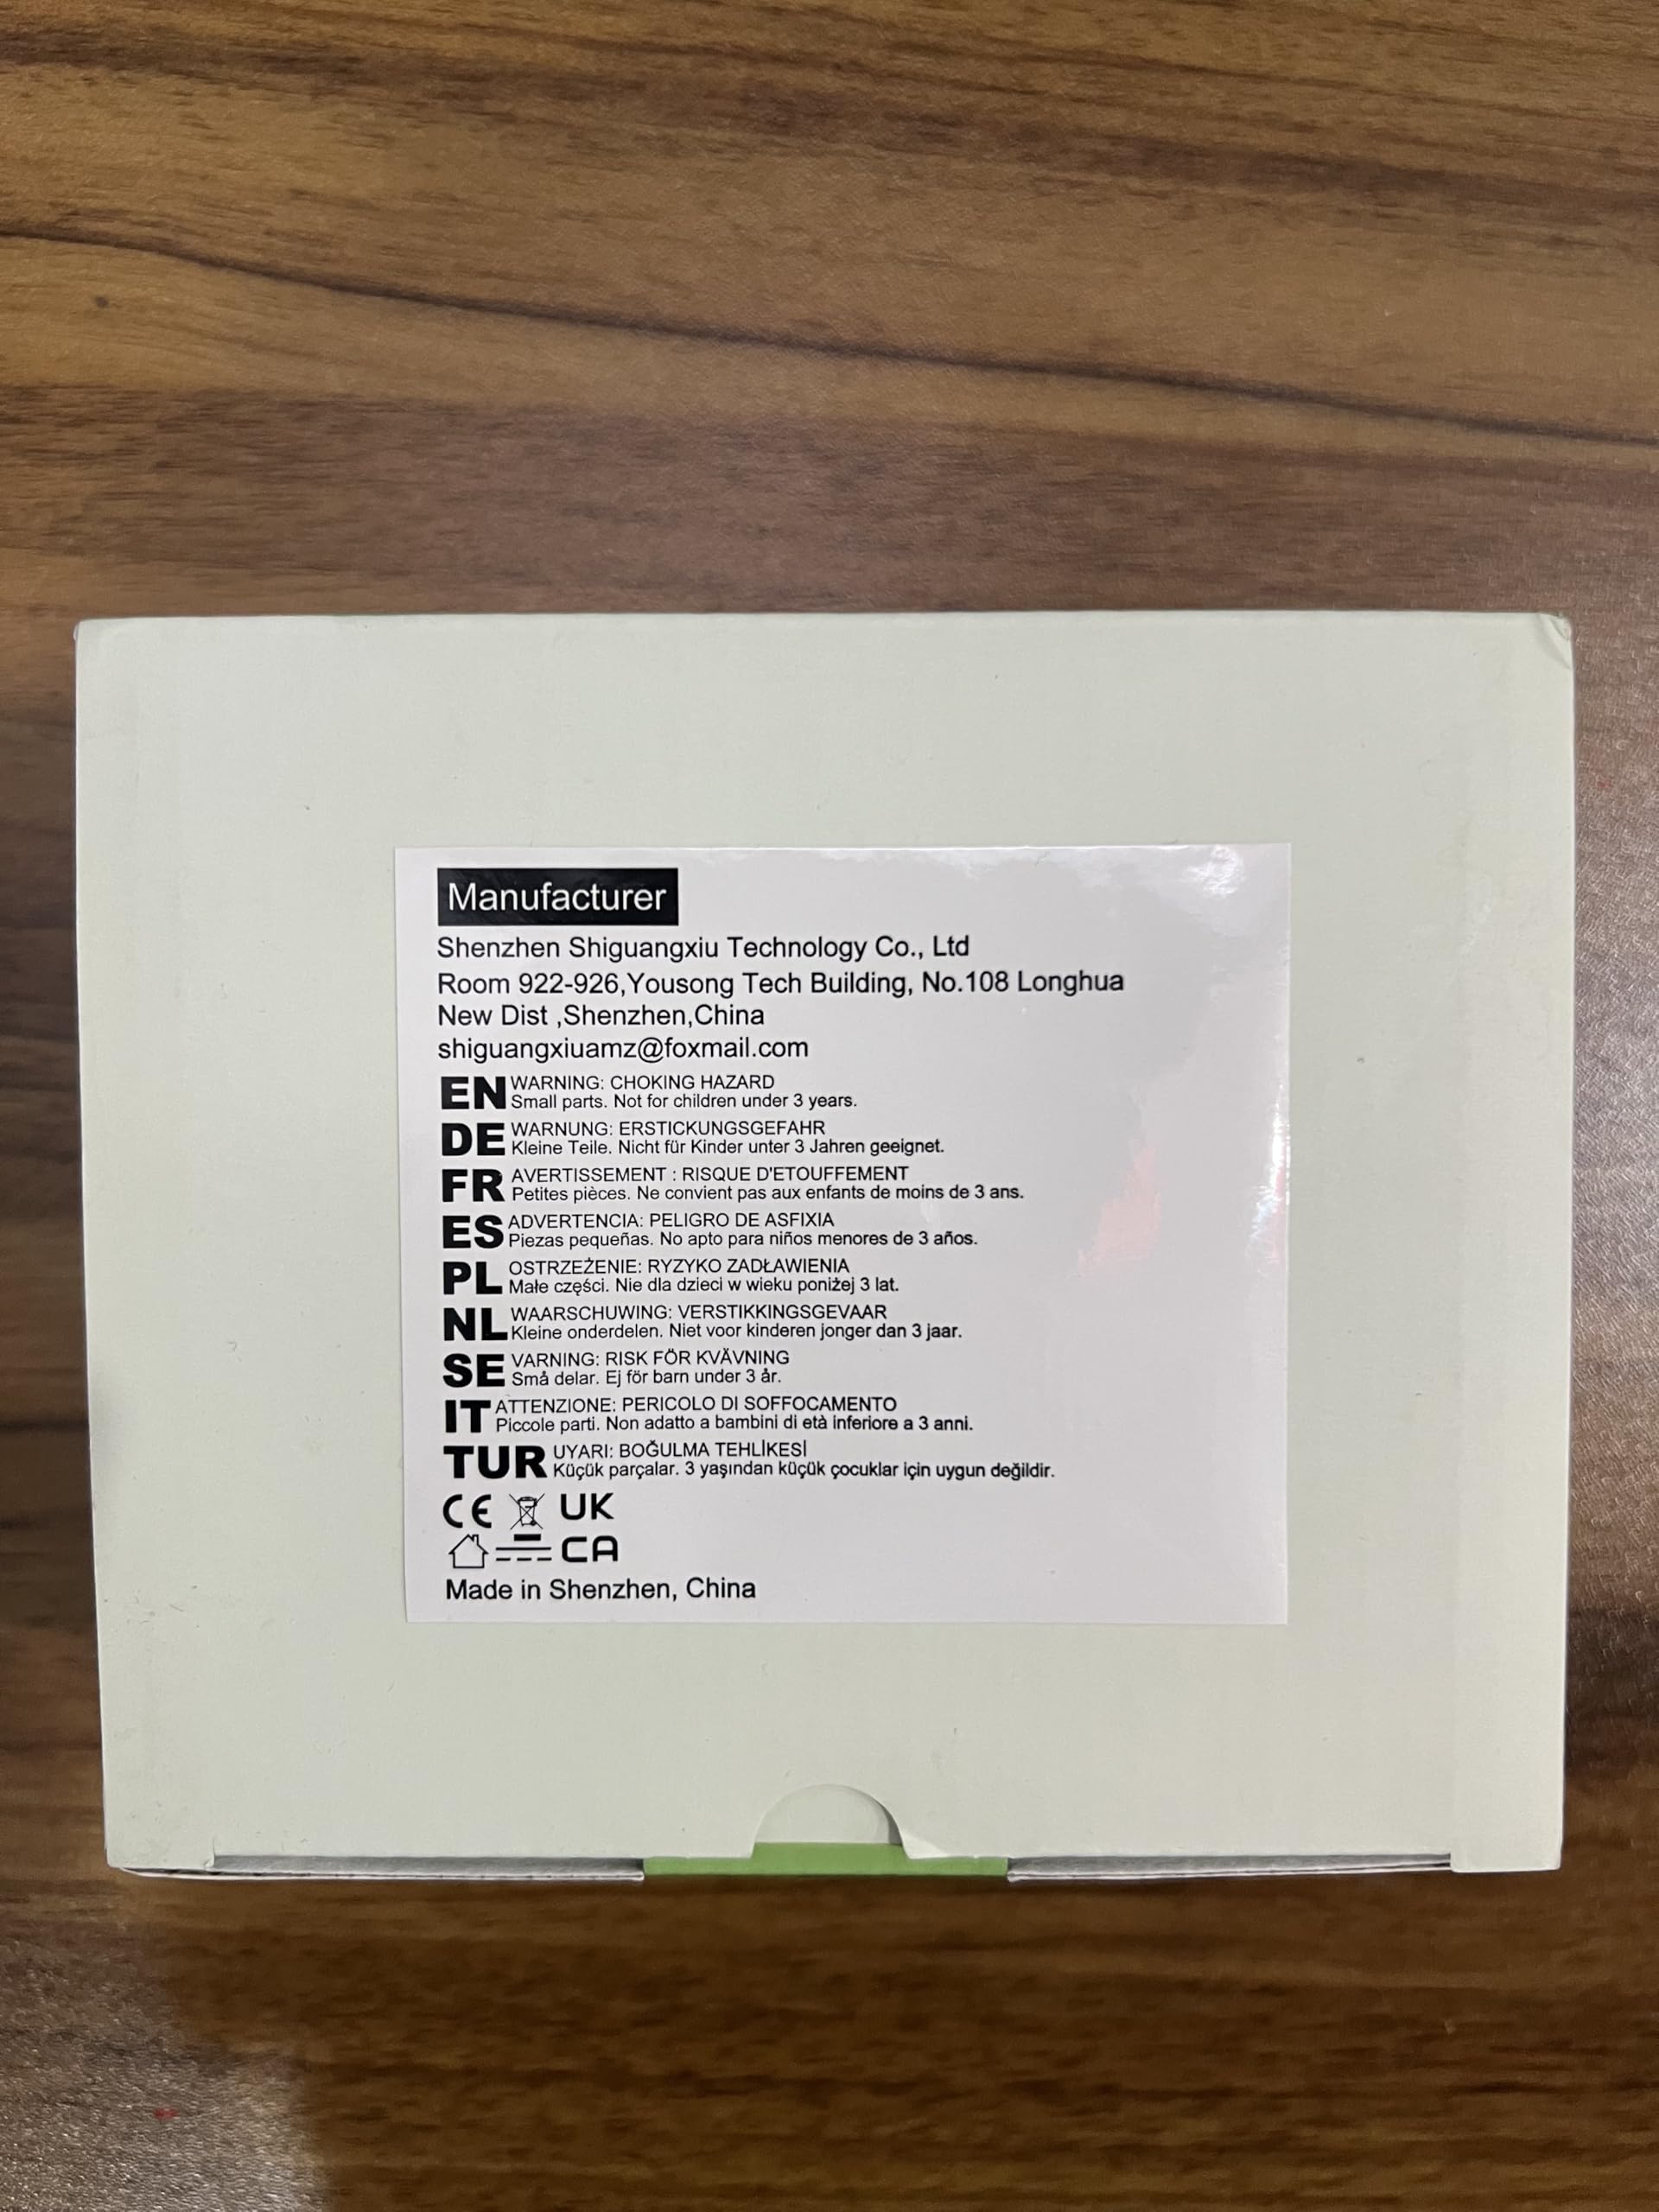 Manufacturer
Shenzhen Shiguangxiu Technology Co., Ltd
Room 922-926,Yousong Tech Building, No.108 Longhua
New Dist ,Shenzhen,China
shiguangxiuamz@foxmail.com
EN WARNING: CHOKING HAZARD
Small parts. Not for children under 3 years.
DE WARNUNG: ERSTICKUNGSGEFAHR
Kleine Teile. Nicht für Kinder unter 3 Jahren geeignet.
FR AVERTISSEMENT : RISQUE D'ETOUFFEMENT
Petites pièces. Ne convient pas aux enfants de moins de 3 ans.
ES ADVERTENCIA: PELIGRO DE ASFIXIA
Piezas pequeñas. No apto para niños menores de 3 años.
PL OSTRZEŻENIE: RYZYKO ZADŁAWIENIA
Małe części. Nie dla dzieci w wieku poniżej 3 lat.
NL WAARSCHUWING: VERSTIKKINGSGEVAAR
Kleine onderdelen. Niet voor kinderen jonger dan 3 jaar.
SE VARNING: RISK FÖR KVÄVNING
Små delar. Ej för barn under 3 år.
IT ATTENZIONE: PERICOLO DI SOFFOCAMENTO
Piccole parti. Non adatto a bambini di età inferiore a 3 anni.
TUR UYARI: BOĞULMA TEHLİKESİ
Küçük parçalar. 3 yaşından küçük çocuklar için uygun değildir.
CE UK
CA
Made in Shenzhen, China